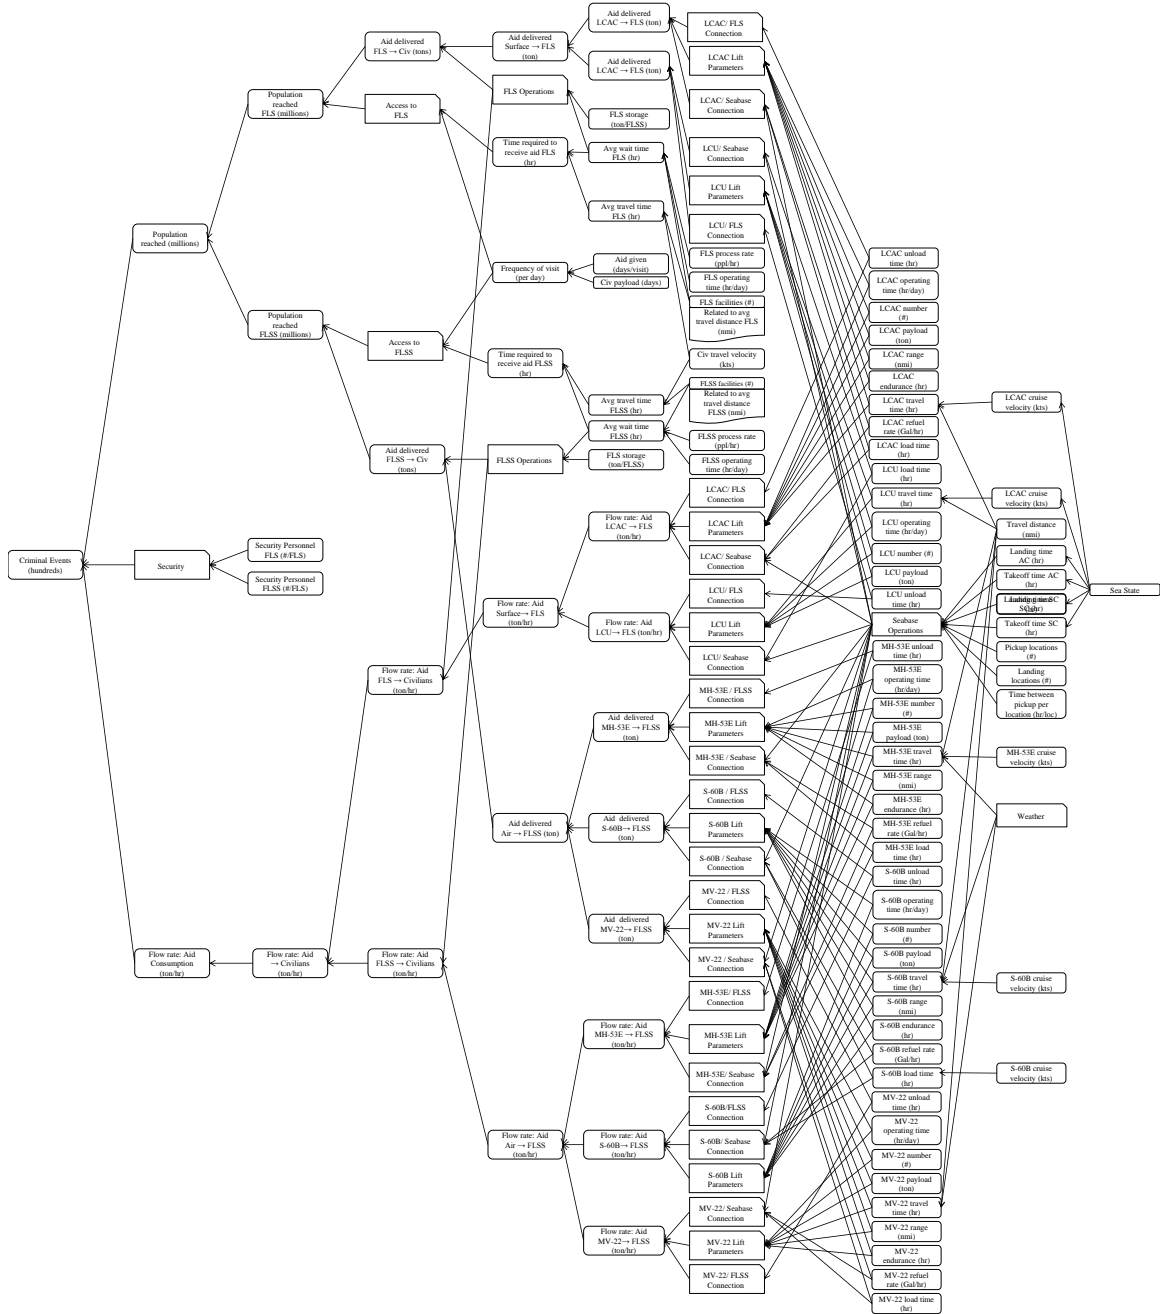 Criminal Events
(hundreds)
Population
reached (millions)
Security
Security Personnel
FLS (#/FLS)
Security Personnel
FLSS (#/FLS)
Flow rate: Aid
Consumption
(ton/hr)
Population
reached
FLS (millions)
Population
reached
FLSS (millions)
Flow rate: Aid
→ Civilians
(ton/hr)
Aid delivered
FLS → Civ (tons)
Access to
FLS
Access to
FLSS
Aid delivered
FLSS → Civ
(tons)
Flow rate: Aid
FLS → Civilians
(ton/hr)
Flow rate: Aid
FLSS → Civilians
(ton/hr)
Aid delivered
Surface → FLS
(ton)
FLS Operations
Time required to
receive aid FLS
(hr)
Frequency of visit
(per day)
Time required to
receive aid FLSS
(hr)
FLSS Operations
Flow rate: Aid
Surface→ FLS
(ton/hr)
Aid delivered
Air → FLSS (ton)
Flow rate: Aid
Air → FLSS
(ton/hr)
Aid delivered
LCAC → FLS (ton)
Aid delivered
LCAC → FLS (ton)
FLS storage
(ton/FLSS)
Avg wait time
FLS (hr)
Avg travel time
FLS (hr)
Aid given
(days/visit)
Civ payload (days)
Avg travel time
FLSS (hr)
Avg wait time
FLSS (hr)
FLS storage
(ton/FLSS)
Flow rate: Aid
LCAC → FLS
(ton/hr)
Flow rate: Aid
LCU→ FLS (ton/hr)
Aid delivered
MH-53E → FLSS
(ton)
Aid delivered
S-60B→ FLSS
(ton)
Aid delivered
MV-22→ FLSS
(ton)
Flow rate: Aid
MH-53E → FLSS
(ton/hr)
Flow rate: Aid
S-60B→ FLSS
(ton/hr)
Flow rate: Aid
MV-22→ FLSS
(ton/hr)
LCAC/ FLS
Connection
LCAC Lift
Parameters
LCAC/ Seabase
Connection
LCU/ Seabase
Connection
LCU Lift
Parameters
LCU/ FLS
Connection
FLS process rate
(ppl/hr)
FLS operating
time (hr/day)
FLS facilities (#)
Related to avg
travel distance FLS
(nmi)
Civ travel velocity
(kts)
FLSS facilities (#)
Related to avg
travel distance
FLSS (nmi)
FLSS process rate
(ppl/hr)
FLSS operating
time (hr/day)
LCAC/ FLS
Connection
LCAC Lift
Parameters
LCAC/ Seabase
Connection
LCU/ FLS
Connection
LCU Lift
Parameters
LCU/ Seabase
Connection
MH-53E / FLSS
Connection
MH-53E Lift
Parameters
MH-53E / Seabase
Connection
S-60B / FLSS
Connection
S-60B Lift
Parameters
S-60B / Seabase
Connection
MV-22 / FLSS
Connection
MV-22 Lift
Parameters
MV-22 / Seabase
Connection
MH-53E/ FLSS
Connection
MH-53E Lift
Parameters
MH-53E/ Seabase
Connection
S-60B/FLSS
Connection
S-60B/ Seabase
Connection
S-60B Lift
Parameters
MV-22/ Seabase
Connection
MV-22 Lift
Parameters
MV-22/ FLSS
Connection
LCAC unload
time (hr)
LCAC operating
time (hr/day)
LCAC number
(#)
LCAC payload
(ton)
LCAC range
(nmi)
LCAC
endurance (hr)
LCAC travel
time (hr)
LCAC refuel
rate (Gal/hr)
LCAC load time
(hr)
LCU load time
(hr)
LCU travel time
(hr)
LCU operating
time (hr/day)
LCU number (#)
LCU payload
(ton)
LCU unload
time (hr)
Seabase
Operations
MH-53E unload
time (hr)
MH-53E
operating time
(hr/day)
MH-53E number
(#)
MH-53E
payload (ton)
MH-53E travel
time (hr)
MH-53E range
(nmi)
MH-53E
endurance (hr)
MH-53E refuel
rate (Gal/hr)
MH-53E load
time (hr)
S-60B unload
time (hr)
S-60B operating
time (hr/day)
S-60B number
(#)
S-60B payload
(ton)
S-60B travel
time (hr)
S-60B range
(nmi)
S-60B endurance
(hr)
S-60B refuel rate
(Gal/hr)
S-60B load time
(hr)
MV-22 unload
time (hr)
MV-22
operating time
(hr/day)
MV-22 number
(#)
MV-22 payload
(ton)
MV-22 travel
time (hr)
MV-22 range
(nmi)
MV-22
endurance (hr)
MV-22 refuel
rate (Gal/hr)
MV-22 load time
(hr)
LCAC cruise
velocity (kts)
LCAC cruise
velocity (kts)
Travel distance
(nmi)
Landing time
AC (hr)
Takeoff time AC
(hr)
Takeoff time SC
(hr)
Pickup locations
(#)
Landing
locations (#)
Time between
pickup per
location (hr/loc)
MH-53E cruise
velocity (kts)
Weather
S-60B cruise
velocity (kts)
S-60B cruise
velocity (kts)
Sea State